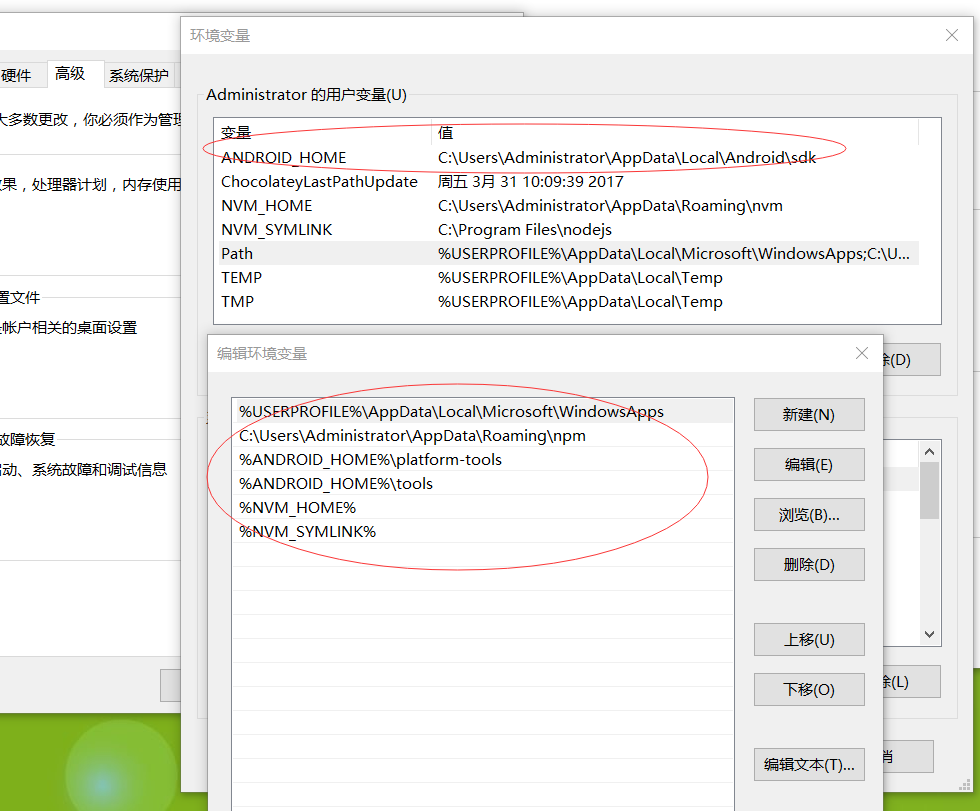 环境变量
硬件
高级
系统保护
Administrator 的用户变量(U)
大多数更改，你必须作为管理
变量 值
ANDROID_HOME C:\Users\Administrator\AppData\Local\Android\sdk
ChocolateyLastPathUpdate 周五 3月 31 10:09:39 2017
果，处理器计划，内存使用
NVM_HOME C:\Users\Administrator\AppData\Roaming\nvm
NVM_SYMLINK C:\Program Files\nodejs
Path %USERPROFILE%\AppData\Local\Microsoft\WindowsApps;C:\U...
TEMP %USERPROFILE%\AppData\Local\Temp
TMP %USERPROFILE%\AppData\Local\Temp
置文件
帐户相关的桌面设置
编辑环境变量
除(D)
%USERPROFILE%\AppData\Local\Microsoft\WindowsApps
C:\Users\Administrator\AppData\Roaming\npm
%ANDROID_HOME%\platform-tools
%ANDROID_HOME%\tools
%NVM_HOME%
%NVM_SYMLINK%
新建(N)
编辑(E)
浏览(B)...
删除(D)
上移(U)
下移(O)
编辑文本(T)...
故障恢复
动、系统故障和调试信息
除(L)
消